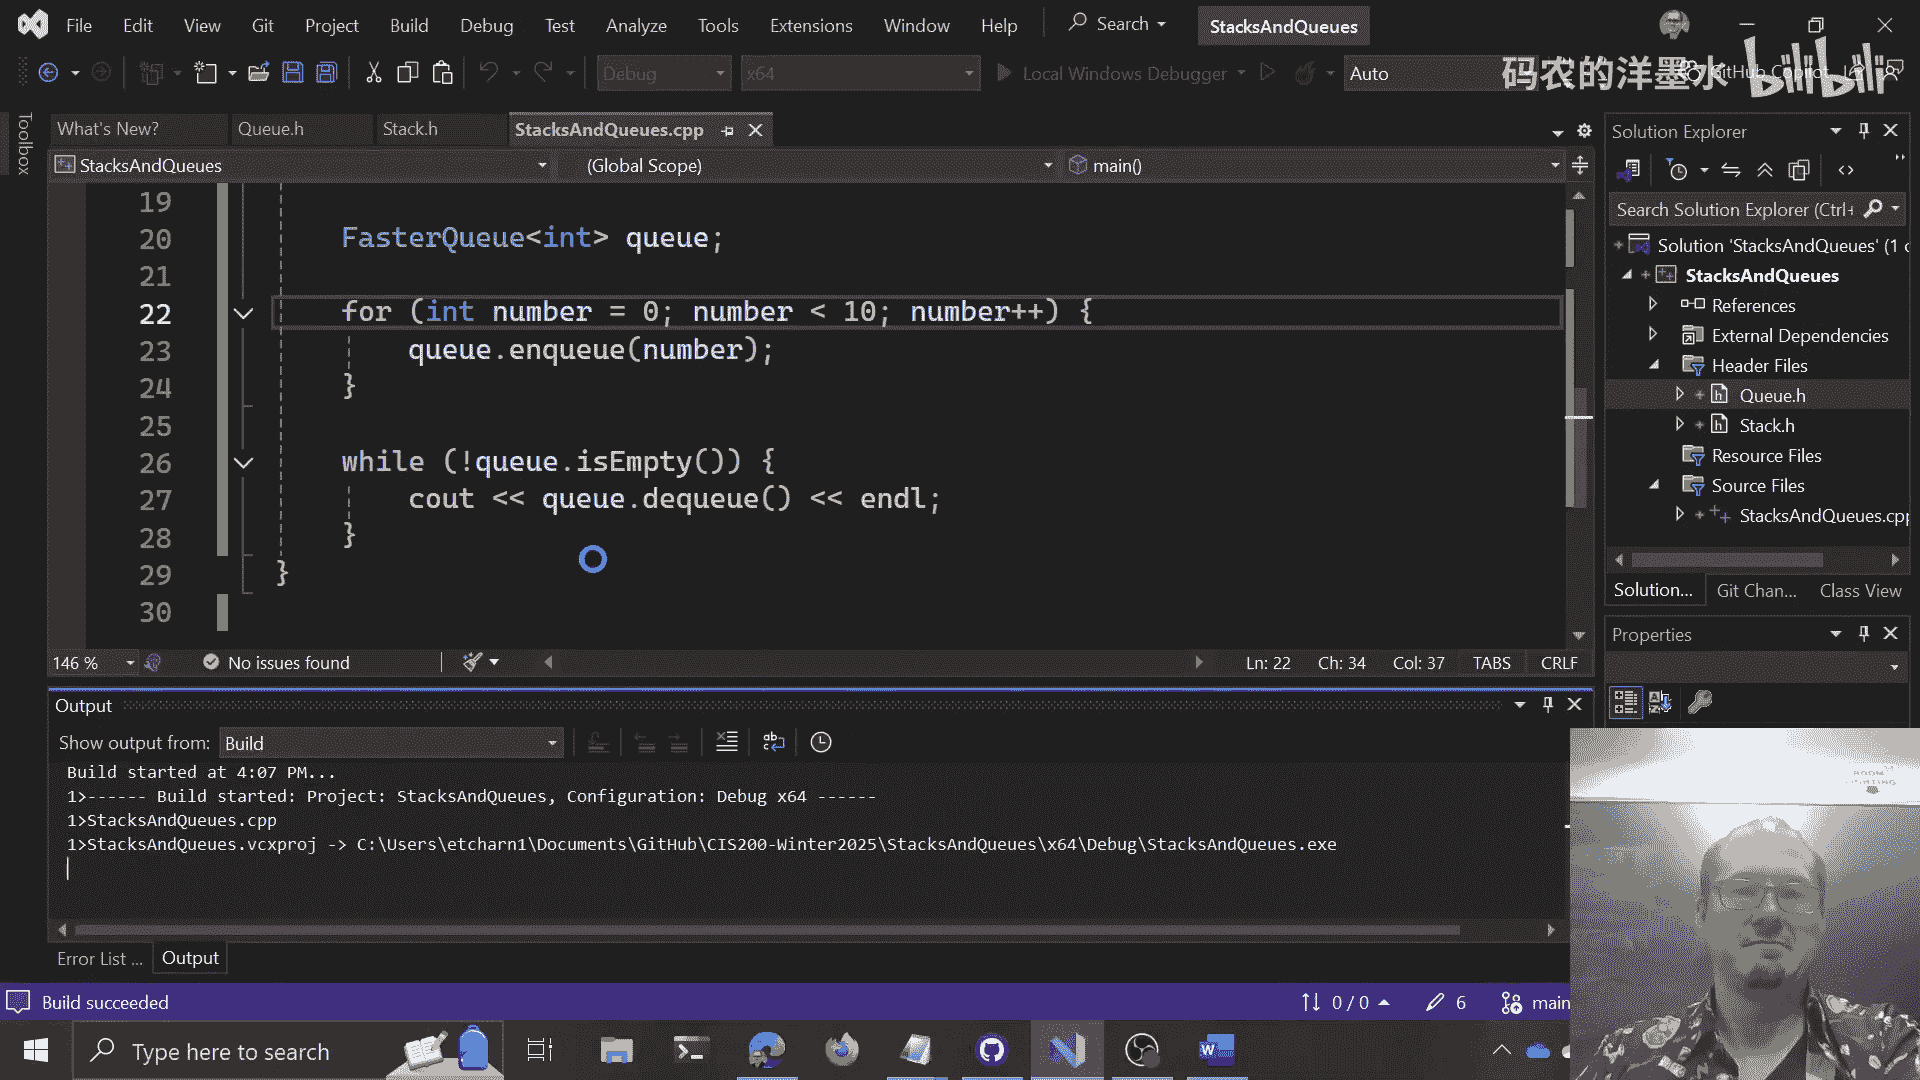 File Edit View Git Project Build Debug Test Analyze Tools Extensions Window Help Search StacksAndQueues
Debug x64 Local Windows Debugger Auto GitHub Copilot
码农的洋墨水 bilibili
Toolbox
What's New? Queue.h Stack.h StacksAndQueues.cpp
StacksAndQueues (Global Scope) main()
19
20 FasterQueue<int> queue;
21
22 for (int number = 0; number < 10; number++) {
23 queue.enqueue(number);
24 }
25
26 while (!queue.isEmpty()) {
27 cout << queue.dequeue() << endl;
28 }
29 }
30
146 % No issues found Ln: 22 Ch: 34 Col: 37 TABS CRLF
Output
Show output from: Build
Build started at 4:07 PM...
1>------ Build started: Project: StacksAndQueues, Configuration: Debug x64 ------
1>StacksAndQueues.cpp
1>StacksAndQueues.vcxproj -> C:\Users\etcharn1\Documents\GitHub\CIS200-Winter2025\StacksAndQueues\x64\Debug\StacksAndQueues.exe
Error List ... Output
Solution Explorer
Search Solution Explorer (Ctrl+
Solution 'StacksAndQueues' (1 o
StacksAndQueues
References
External Dependencies
Header Files
Queue.h
Stack.h
Resource Files
Source Files
StacksAndQueues.cpp
Solution... Git Chan... Class View
Properties
Build succeeded 0 / 0 6 main
Type here to search